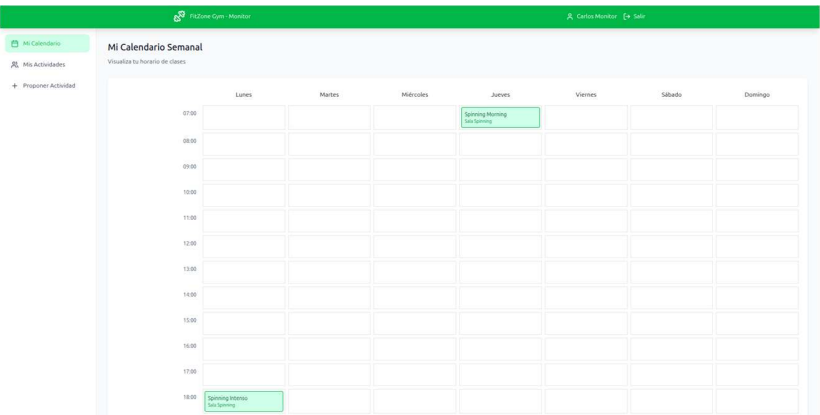 FitZone Gym - Monitor
Carlos Monitor
Salir
Mi Calendario
Mis Actividades
Proponer Actividad
Mi Calendario Semanal
Visualiza tu horario de clases
Lunes Martes Miércoles Jueves Viernes Sábado Domingo
07:00 Spinning Morning
Sala Spinning
08:00
09:00
10:00
11:00
12:00
13:00
14:00
15:00
16:00
17:00
18:00 Spinning Intenso
Sala Spinning